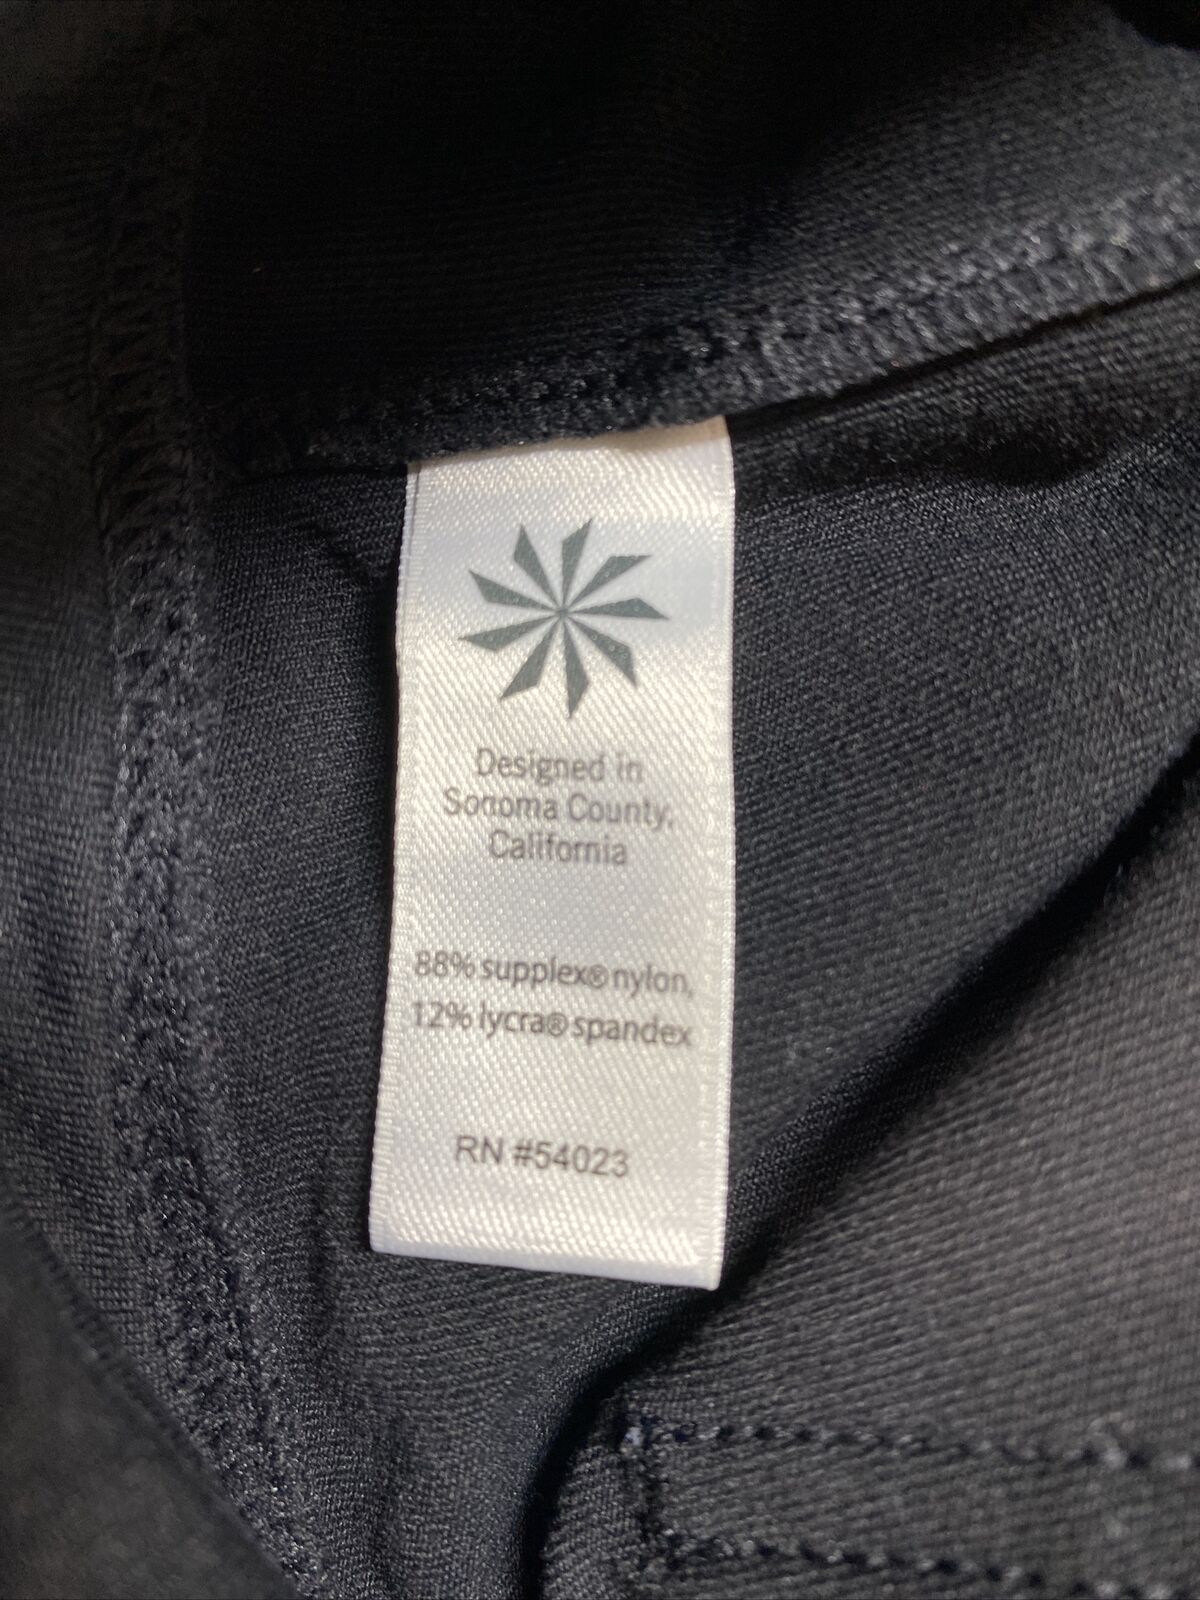 Designed in
Sonoma County,
California
88% supplex® nylon,
12% lycra® spandex
RN #54023